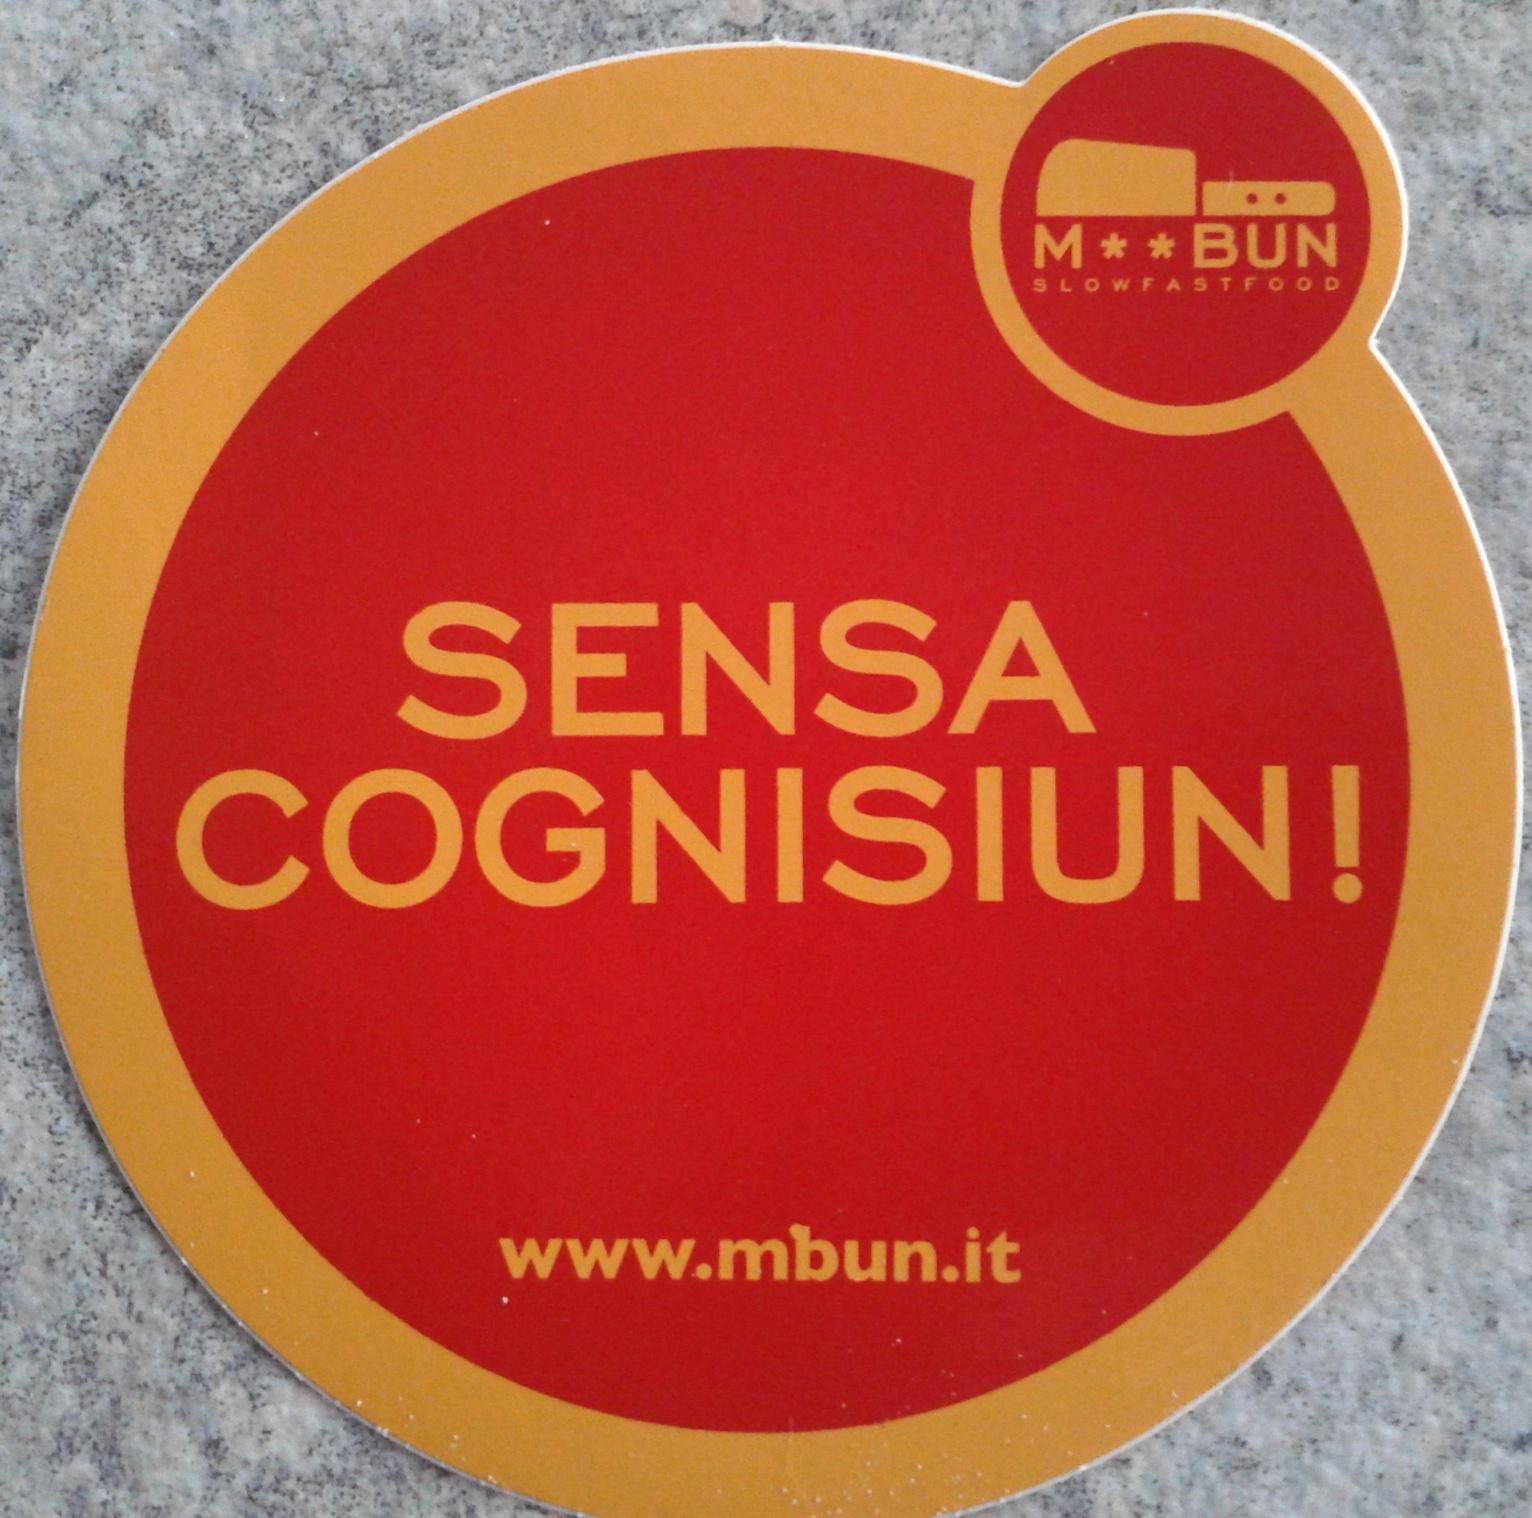 M**BUN
SLOWFASTFOOD
SENSA
COGNISIUN!
www.mbun.it